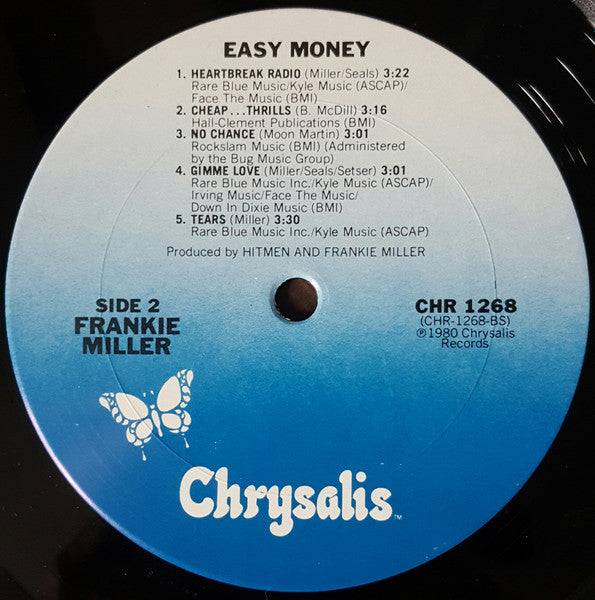 EASY MONEY
1. HEARTBREAK RADIO (Miller/Seals) 3:22
Rare Blue Music/Kyle Music (ASCAP)/
Face The Music (BMI)
2. CHEAP...THRILLS (B. McDill) 3:16
Hall-Clement Publications (BMI)
3. NO CHANCE (Moon Martin) 3:01
Rockslam Music (BMI) (Administered
by the Bug Music Group)
4. GIMME LOVE (Miller/Seals/Setser) 3:01
Rare Blue Music Inc./Kyle Music (ASCAP)/
Irving Music/Face The Music/
Down In Dixie Music (BMI)
5. TEARS (Miller) 3:30
Rare Blue Music Inc./Kyle Music (ASCAP)
Produced by HITMEN AND FRANKIE MILLER
SIDE 2
FRANKIE
MILLER
CHR 1268
(CHR-1268-BS)
℗1980 Chrysalis
Records
Chrysalis™